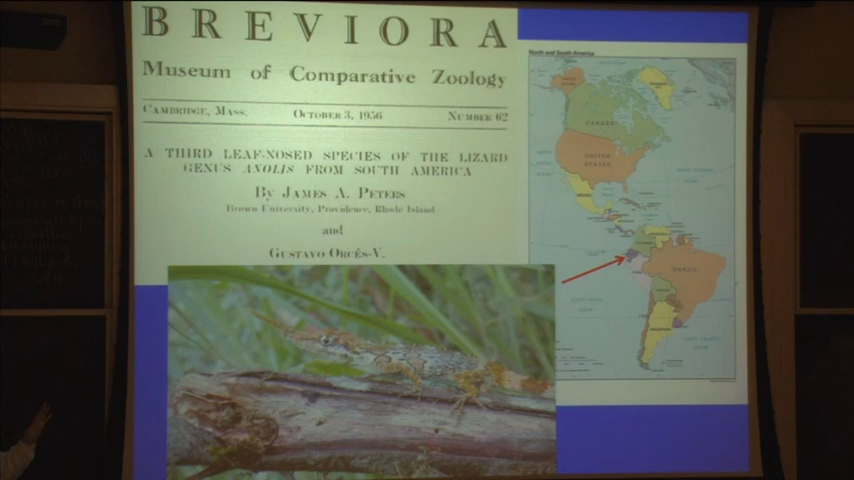 BREVIORA
Museum of Comparative Zoology
CAMBRIDGE, MASS. OCTOBER 3, 1956 NUMBER 62
A THIRD LEAF-NOSED SPECIES OF THE LIZARD
GENUS ANOLIS FROM SOUTH AMERICA
By JAMES A. PETERS
Brown University, Providence, Rhode Island
and
GUSTAVO ORCÉS-V.
North and South America
CANADA
UNITED
STATES
BRAZIL